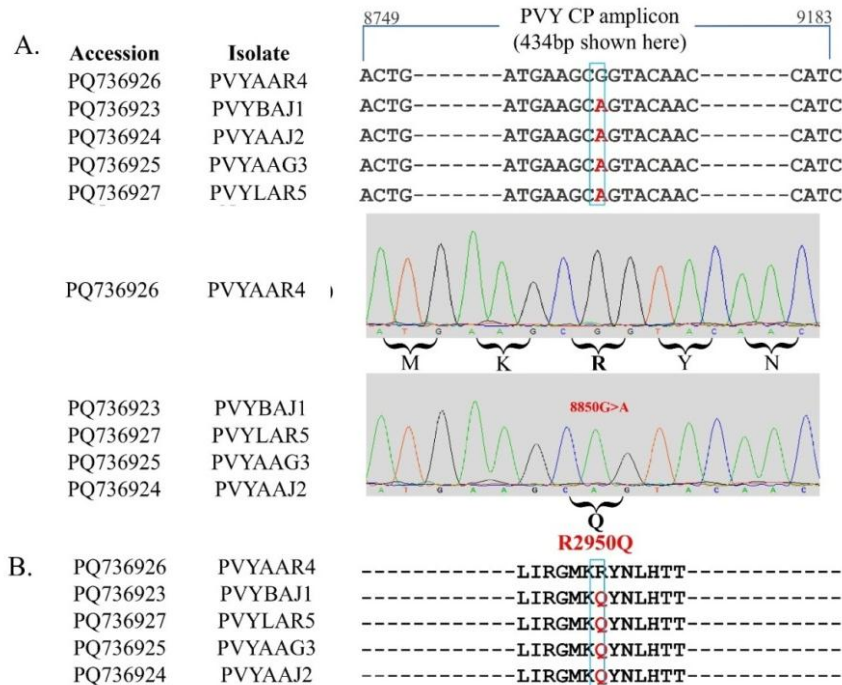 8749 PVY CP amplicon 9183
A. Accession Isolate (434bp shown here)
PQ736926 PVYAAR4 ACTG-------ATGAAGCGGTACAAC-------CATC
PQ736923 PVYBAJ1 ACTG-------ATGAAGCAGTACAAC-------CATC
PQ736924 PVYAAJ2 ACTG-------ATGAAGCAGTACAAC-------CATC
PQ736925 PVYAAG3 ACTG-------ATGAAGCAGTACAAC-------CATC
PQ736927 PVYLAR5 ACTG-------ATGAAGCAGTACAAC-------CATC
PQ736926 PVYAAR4 )
A T G A A G C G G T A C A A C
M K R Y N
PQ736923 PVYBAJ1 8850G>A
PQ736927 PVYLAR5
PQ736925 PVYAAG3
PQ736924 PVYAAJ2 A T G A A G C A G T A C A A C
Q
R2950Q
B. PQ736926 PVYAAR4 ------------LIRGMKRYNLHTT------------
PQ736923 PVYBAJ1 ------------LIRGMKQYNLHTT------------
PQ736927 PVYLAR5 ------------LIRGMKQYNLHTT------------
PQ736925 PVYAAG3 ------------LIRGMKQYNLHTT------------
PQ736924 PVYAAJ2 ------------LIRGMKQYNLHTT------------